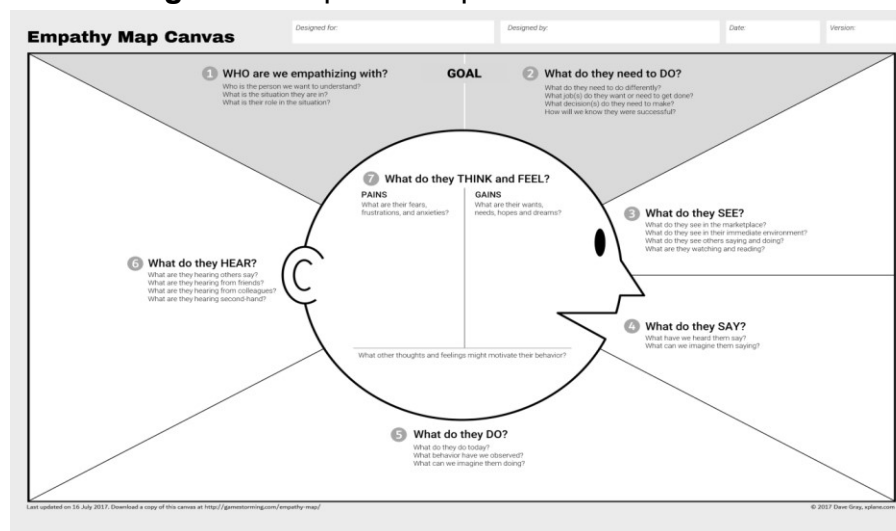 Empathy Map Canvas
Designed for:
Designed by:
Date:
Version:
1 WHO are we empathizing with?
Who is the person we want to understand?
What is the situation they are in?
What is their role in the situation?
GOAL
2 What do they need to DO?
What do they need to do differently?
What job(s) do they want or need to get done?
What decision(s) do they need to make?
How will we know they were successful?
7 What do they THINK and FEEL?
PAINS
What are their fears,
frustrations, and anxieties?
GAINS
What are their wants,
needs, hopes and dreams?
3 What do they SEE?
What do they see in the marketplace?
What do they see in their immediate environment?
What do they see others saying and doing?
What are they watching and reading?
6 What do they HEAR?
What are they hearing others say?
What are they hearing from friends?
What are they hearing from colleagues?
What are they hearing second-hand?
4 What do they SAY?
What have we heard them say?
What can we imagine them saying?
What other thoughts and feelings might motivate their behavior?
5 What do they DO?
What do they do today?
What behavior have we observed?
What can we imagine them doing?
Last updated on 16 July 2017. Download a copy of this canvas at http://gamestorming.com/empathy-map/
© 2017 Dave Gray, xplane.com